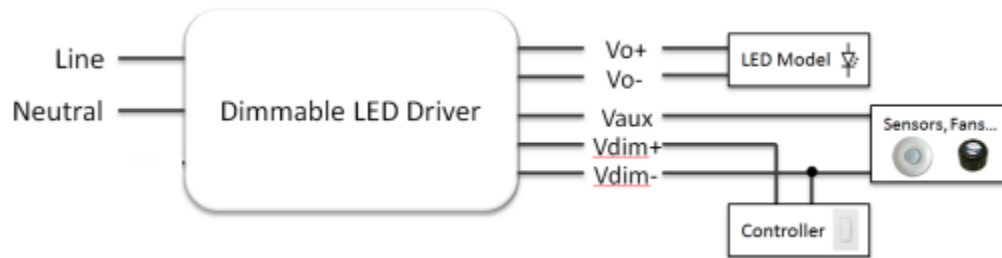 Line
Neutral
Dimmable LED Driver
Vo+
Vo-
Vaux
Vdim+
Vdim-
LED Model
Sensors, Fans...
Controller